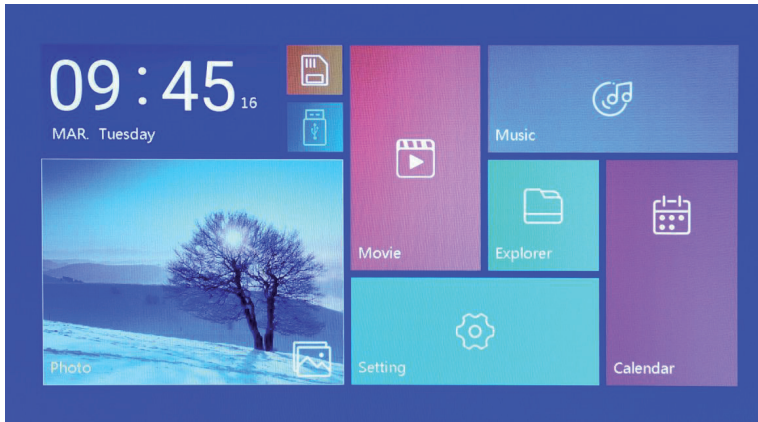 09 : 45 16
MAR. Tuesday
Music
Movie
Explorer
Photo
Setting
Calendar